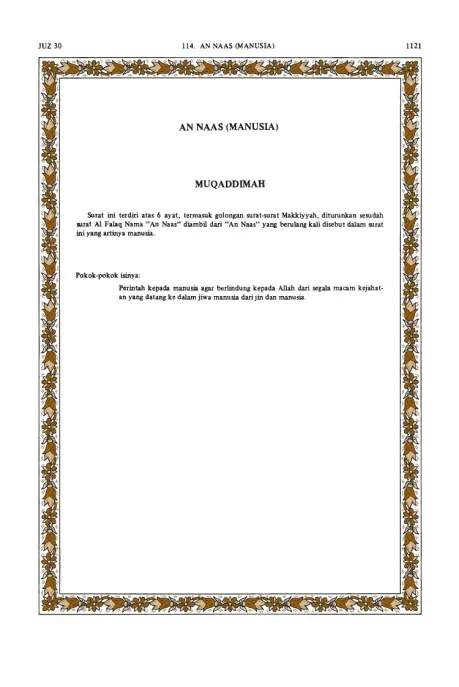 JUZ 30 114. AN NAAS (MANUSIA) 1121
AN NAAS (MANUSIA)
MUQADDIMAH
Surat ini terdiri atas 6 ayat, termasuk golongan surat-surat Makkiyyah, diturunkan sesudah
surat Al Falaq Nama "An Naas" diambil dari "An Naas" yang berulang kali disebut dalam surat
ini yang artinya manusia.
Pokok-pokok isinya:
Perintah kepada manusia agar berlindung kepada Allah dari segala macam kejahat-
an yang datang ke dalam jiwa manusia dari jin dan manusia.